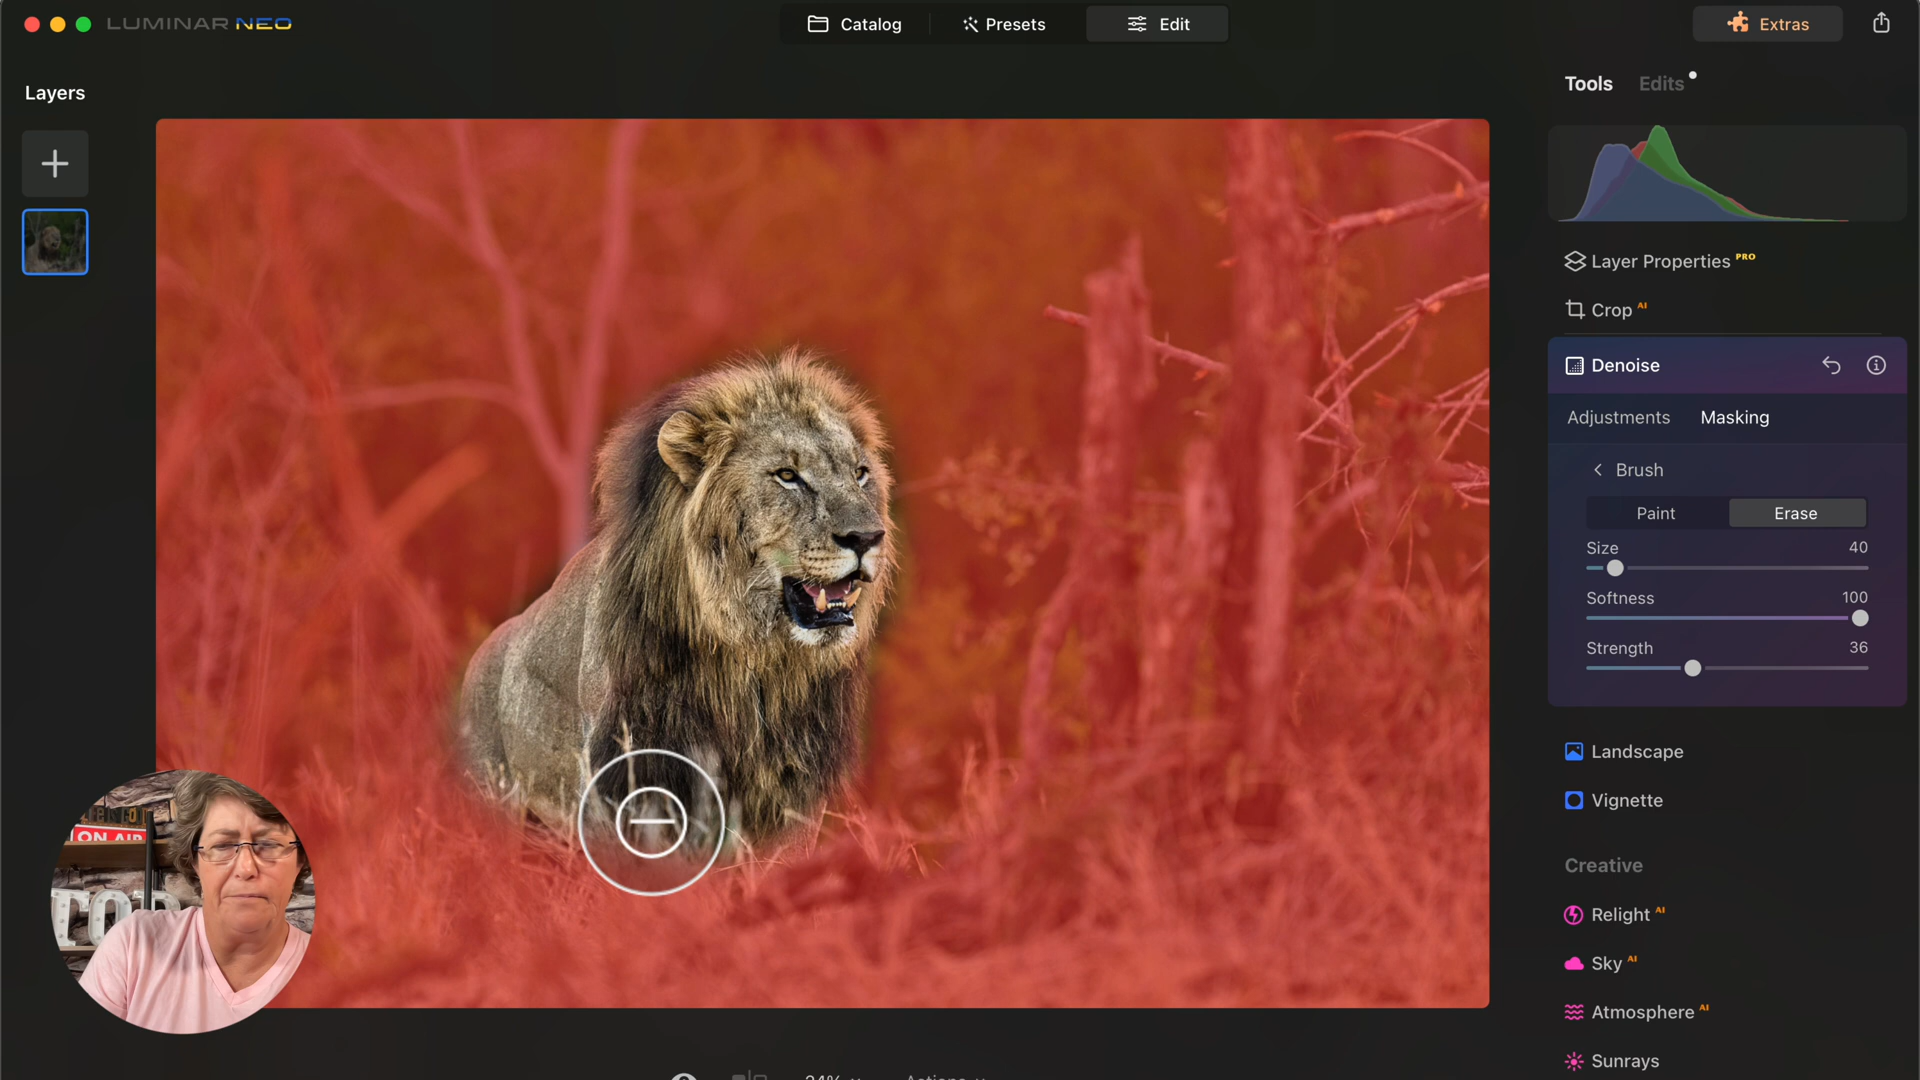 LUMINAR NEO
Catalog
Presets
Edit
Extras
Layers
Tools
Edits
Layer Properties PRO
Crop AI
Denoise
Adjustments
Masking
Brush
Paint
Erase
Size
40
Softness
100
Strength
36
Landscape
Vignette
Creative
Relight AI
Sky AI
Atmosphere AI
Sunrays
ON AIR